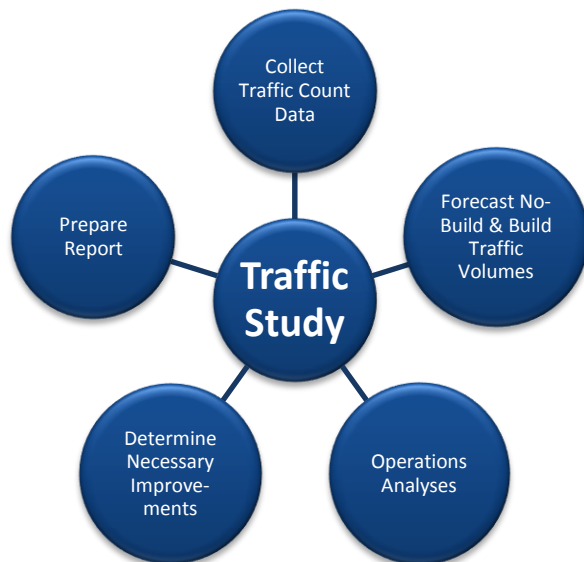 Collect
Traffic Count
Data
Forecast No-
Build & Build
Traffic
Volumes
Operations
Analyses
Determine
Necessary
Improve-
ments
Prepare
Report
Traffic
Study